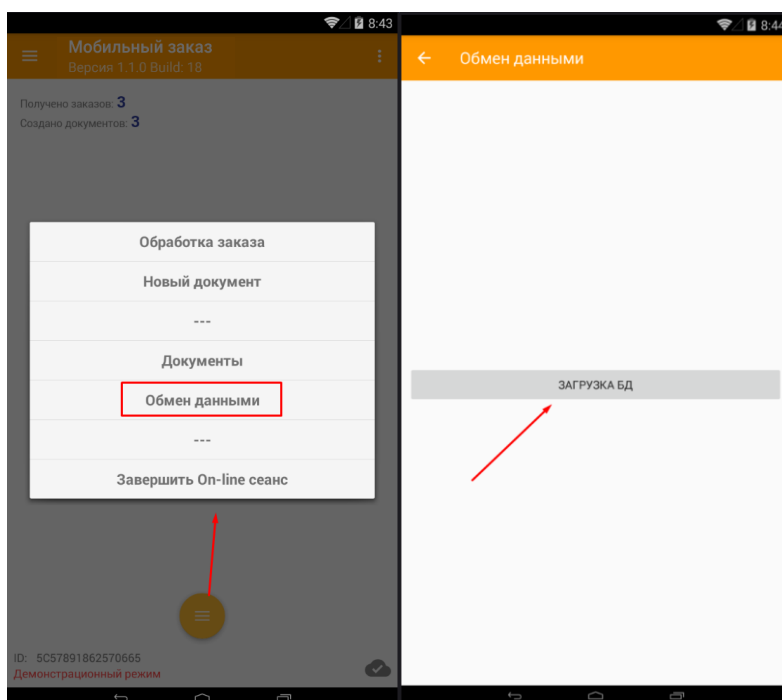 8:43
Мобильный заказ
Версия 1.1.0 Build: 18
Получено заказов: 3
Создано документов: 3
Обработка заказа
Новый документ
---
Документы
Обмен данными
---
Завершить On-line сеанс
ID: 5C57891862570665
Демонстрационный режим
8:44
Обмен данными
ЗАГРУЗКА БД